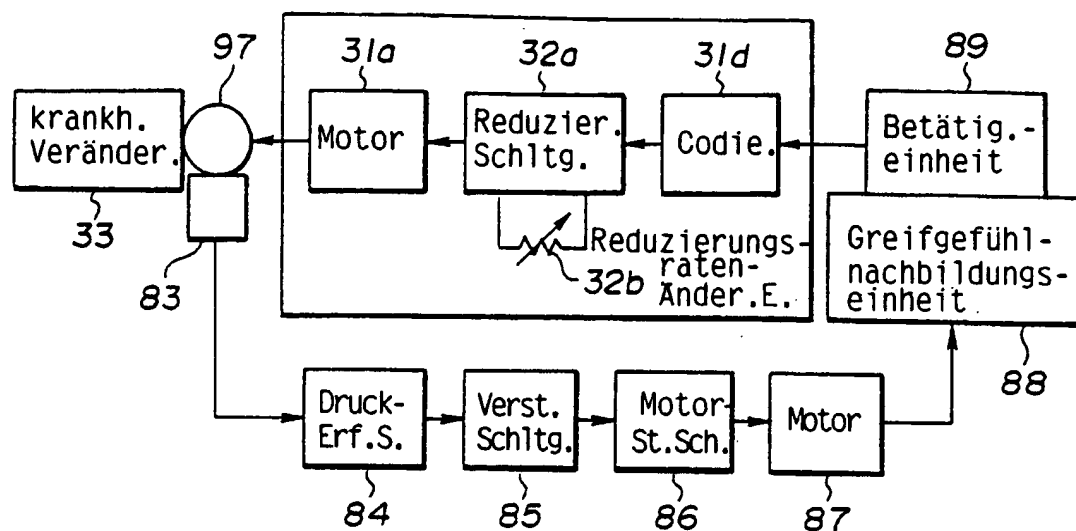 97
31a
32a
31d
89
krankh.
Veränder.
Motor
Reduzier.
Schltg.
Codie.
Betätig.-
einheit
33
83
32b
Reduzierungs-
raten-
Änder.E.
Greifgefühl-
nachbildungs-
einheit
88
Druck-
Erf.S.
Verst.
Schltg.
Motor-
St.Sch.
Motor
84
85
86
87